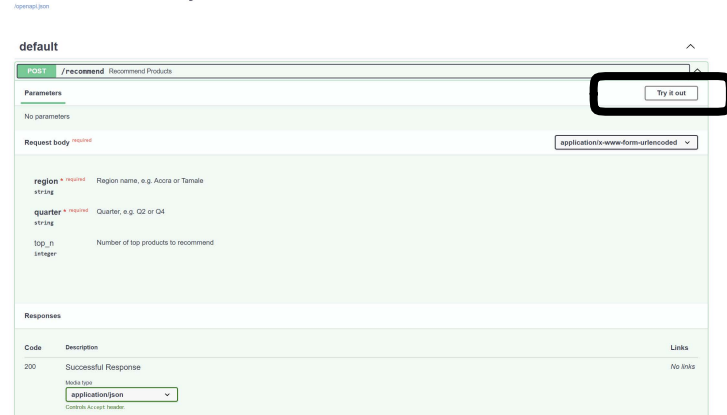 /openapi.json
default
POST /recommend Recommend Products
Parameters
Try it out
No parameters
Request body required
application/x-www-form-urlencoded
region * required Region name, e.g. Accra or Tamale
string
quarter * required Quarter, e.g. Q2 or Q4
string
top_n Number of top products to recommend
integer
Responses
Code Description Links
200 Successful Response No links
Media type
application/json
Controls Accept header.